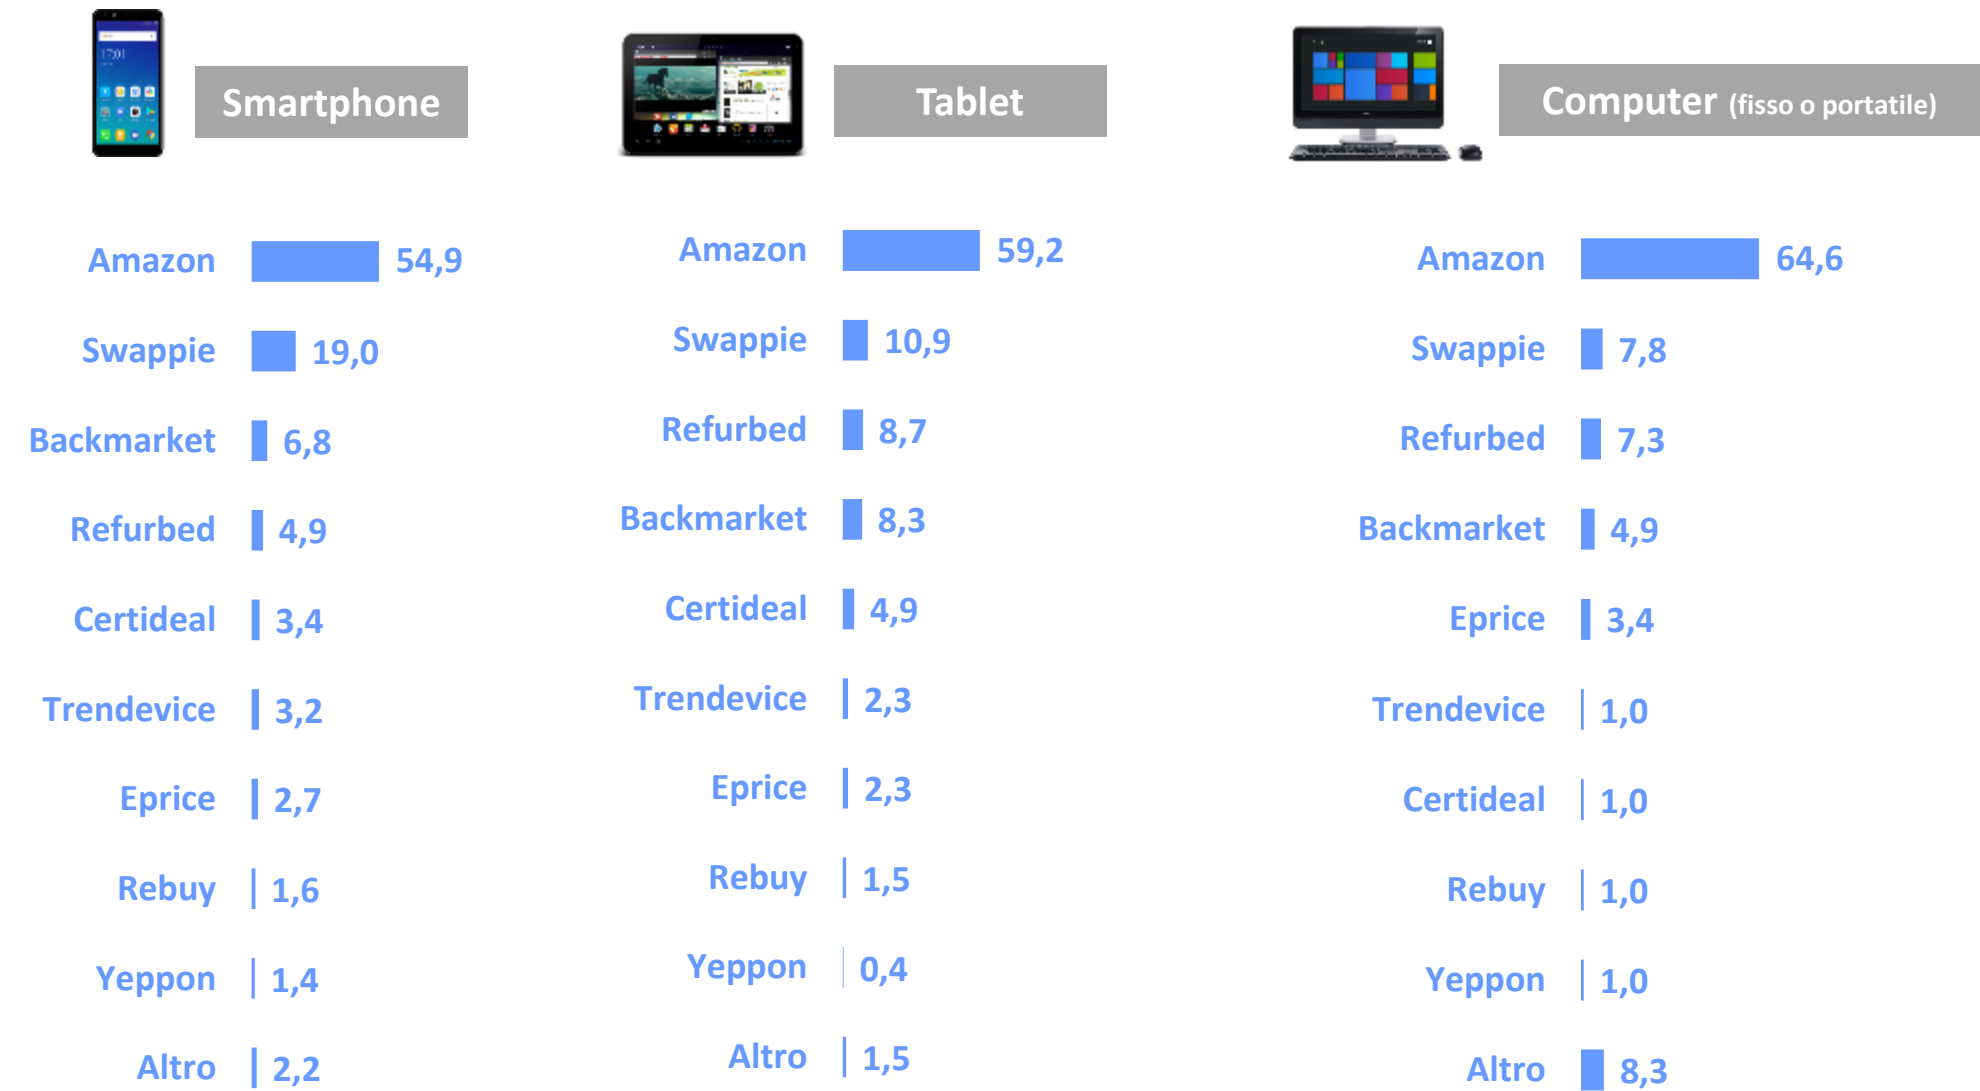 17:01
Smartphone
Amazon 54,9
Swappie 19,0
Backmarket 6,8
Refurbed 4,9
Certideal 3,4
Trendevice 3,2
Eprice 2,7
Rebuy 1,6
Yeppon 1,4
Altro 2,2
Tablet
Amazon 59,2
Swappie 10,9
Refurbed 8,7
Backmarket 8,3
Certideal 4,9
Trendevice 2,3
Eprice 2,3
Rebuy 1,5
Yeppon 0,4
Altro 1,5
Computer (fisso o portatile)
Amazon 64,6
Swappie 7,8
Refurbed 7,3
Backmarket 4,9
Eprice 3,4
Trendevice 1,0
Certideal 1,0
Rebuy 1,0
Yeppon 1,0
Altro 8,3